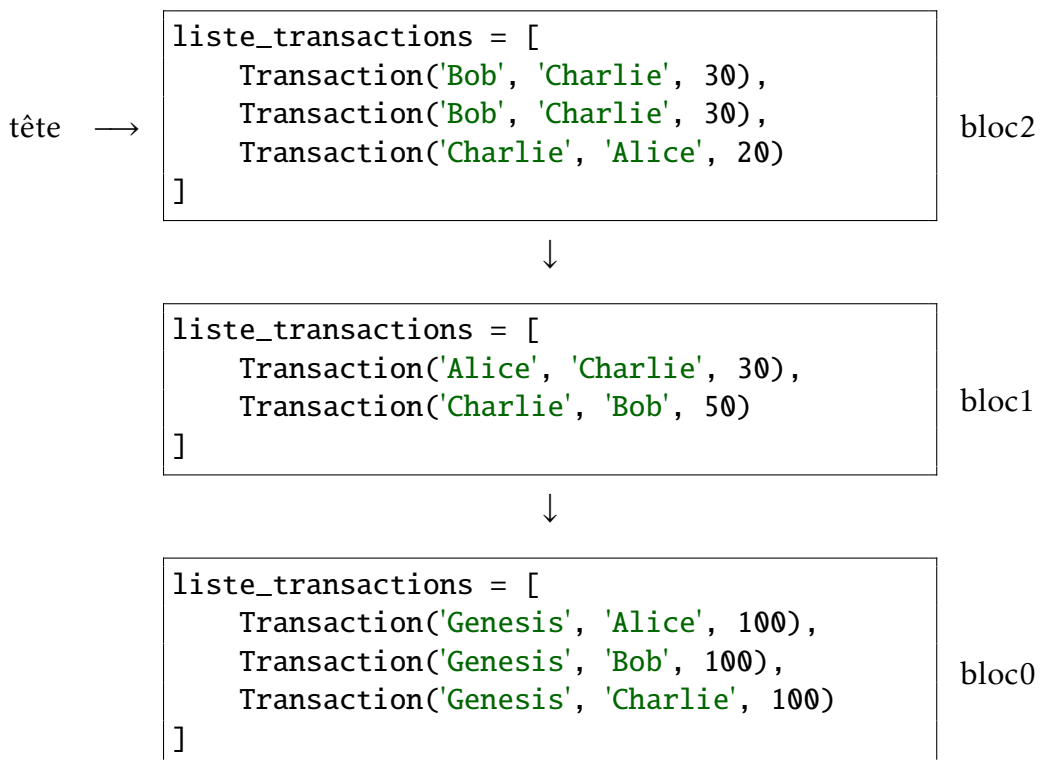 liste_transactions = [
Transaction('Bob', 'Charlie', 30),
Transaction('Bob', 'Charlie', 30),
tête ⟶ bloc2
Transaction('Charlie', 'Alice', 20)
]
↓
liste_transactions = [
Transaction('Alice', 'Charlie', 30),
Transaction('Charlie', 'Bob', 50)
bloc1
]
↓
liste_transactions = [
Transaction('Genesis', 'Alice', 100),
Transaction('Genesis', 'Bob', 100),
bloc0
Transaction('Genesis', 'Charlie', 100)
]